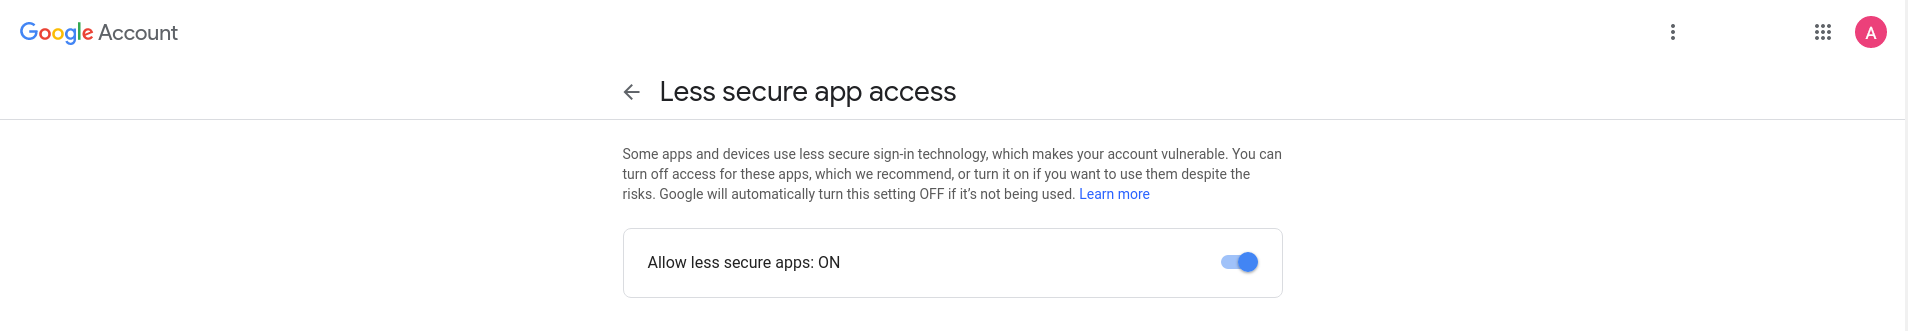 Google Account
A
Less secure app access
Some apps and devices use less secure sign-in technology, which makes your account vulnerable. You can
turn off access for these apps, which we recommend, or turn it on if you want to use them despite the
risks. Google will automatically turn this setting OFF if it’s not being used. Learn more
Allow less secure apps: ON